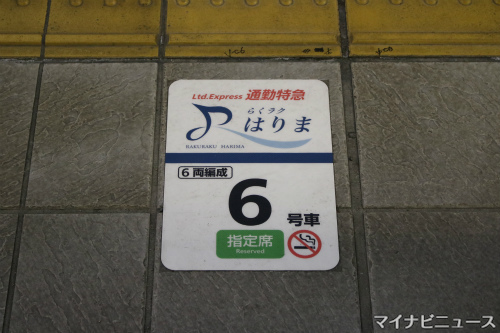 Ltd.Express 通勤特急
らくラク
はりま
RAKURAKU HARIMA
6両編成
6号車
指定席
Reserved
マイナビニュース